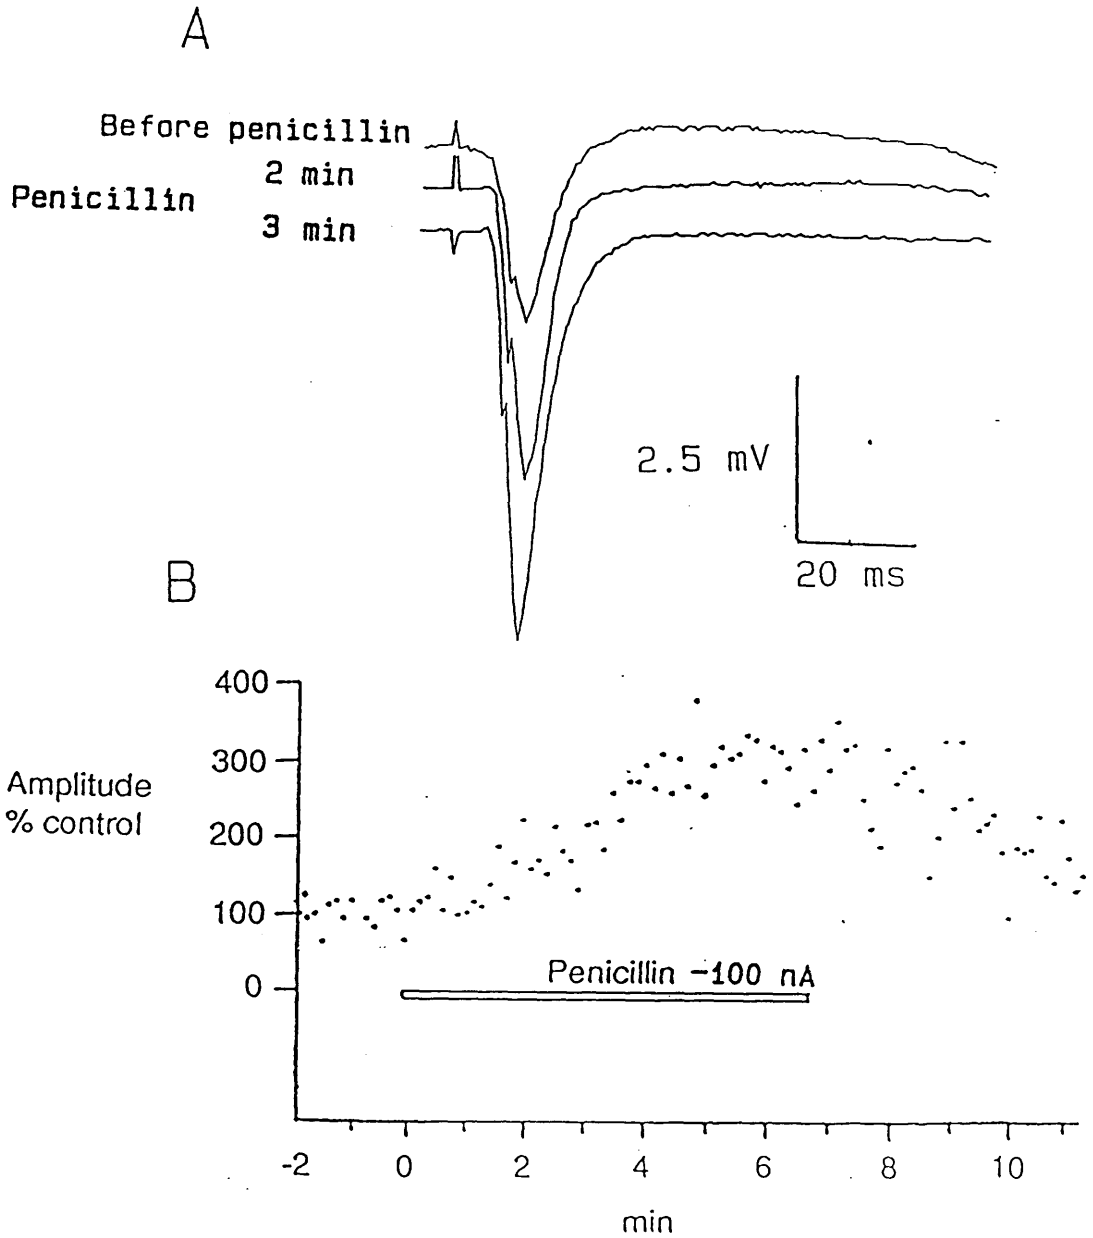 A
Before penicillin
2 min
Penicillin
3 min
2.5 mV
20 ms
B
400
300
Amplitude
% control
200
100
Penicillin -100 nA
0
-2 0 2 4 6 8 10
min